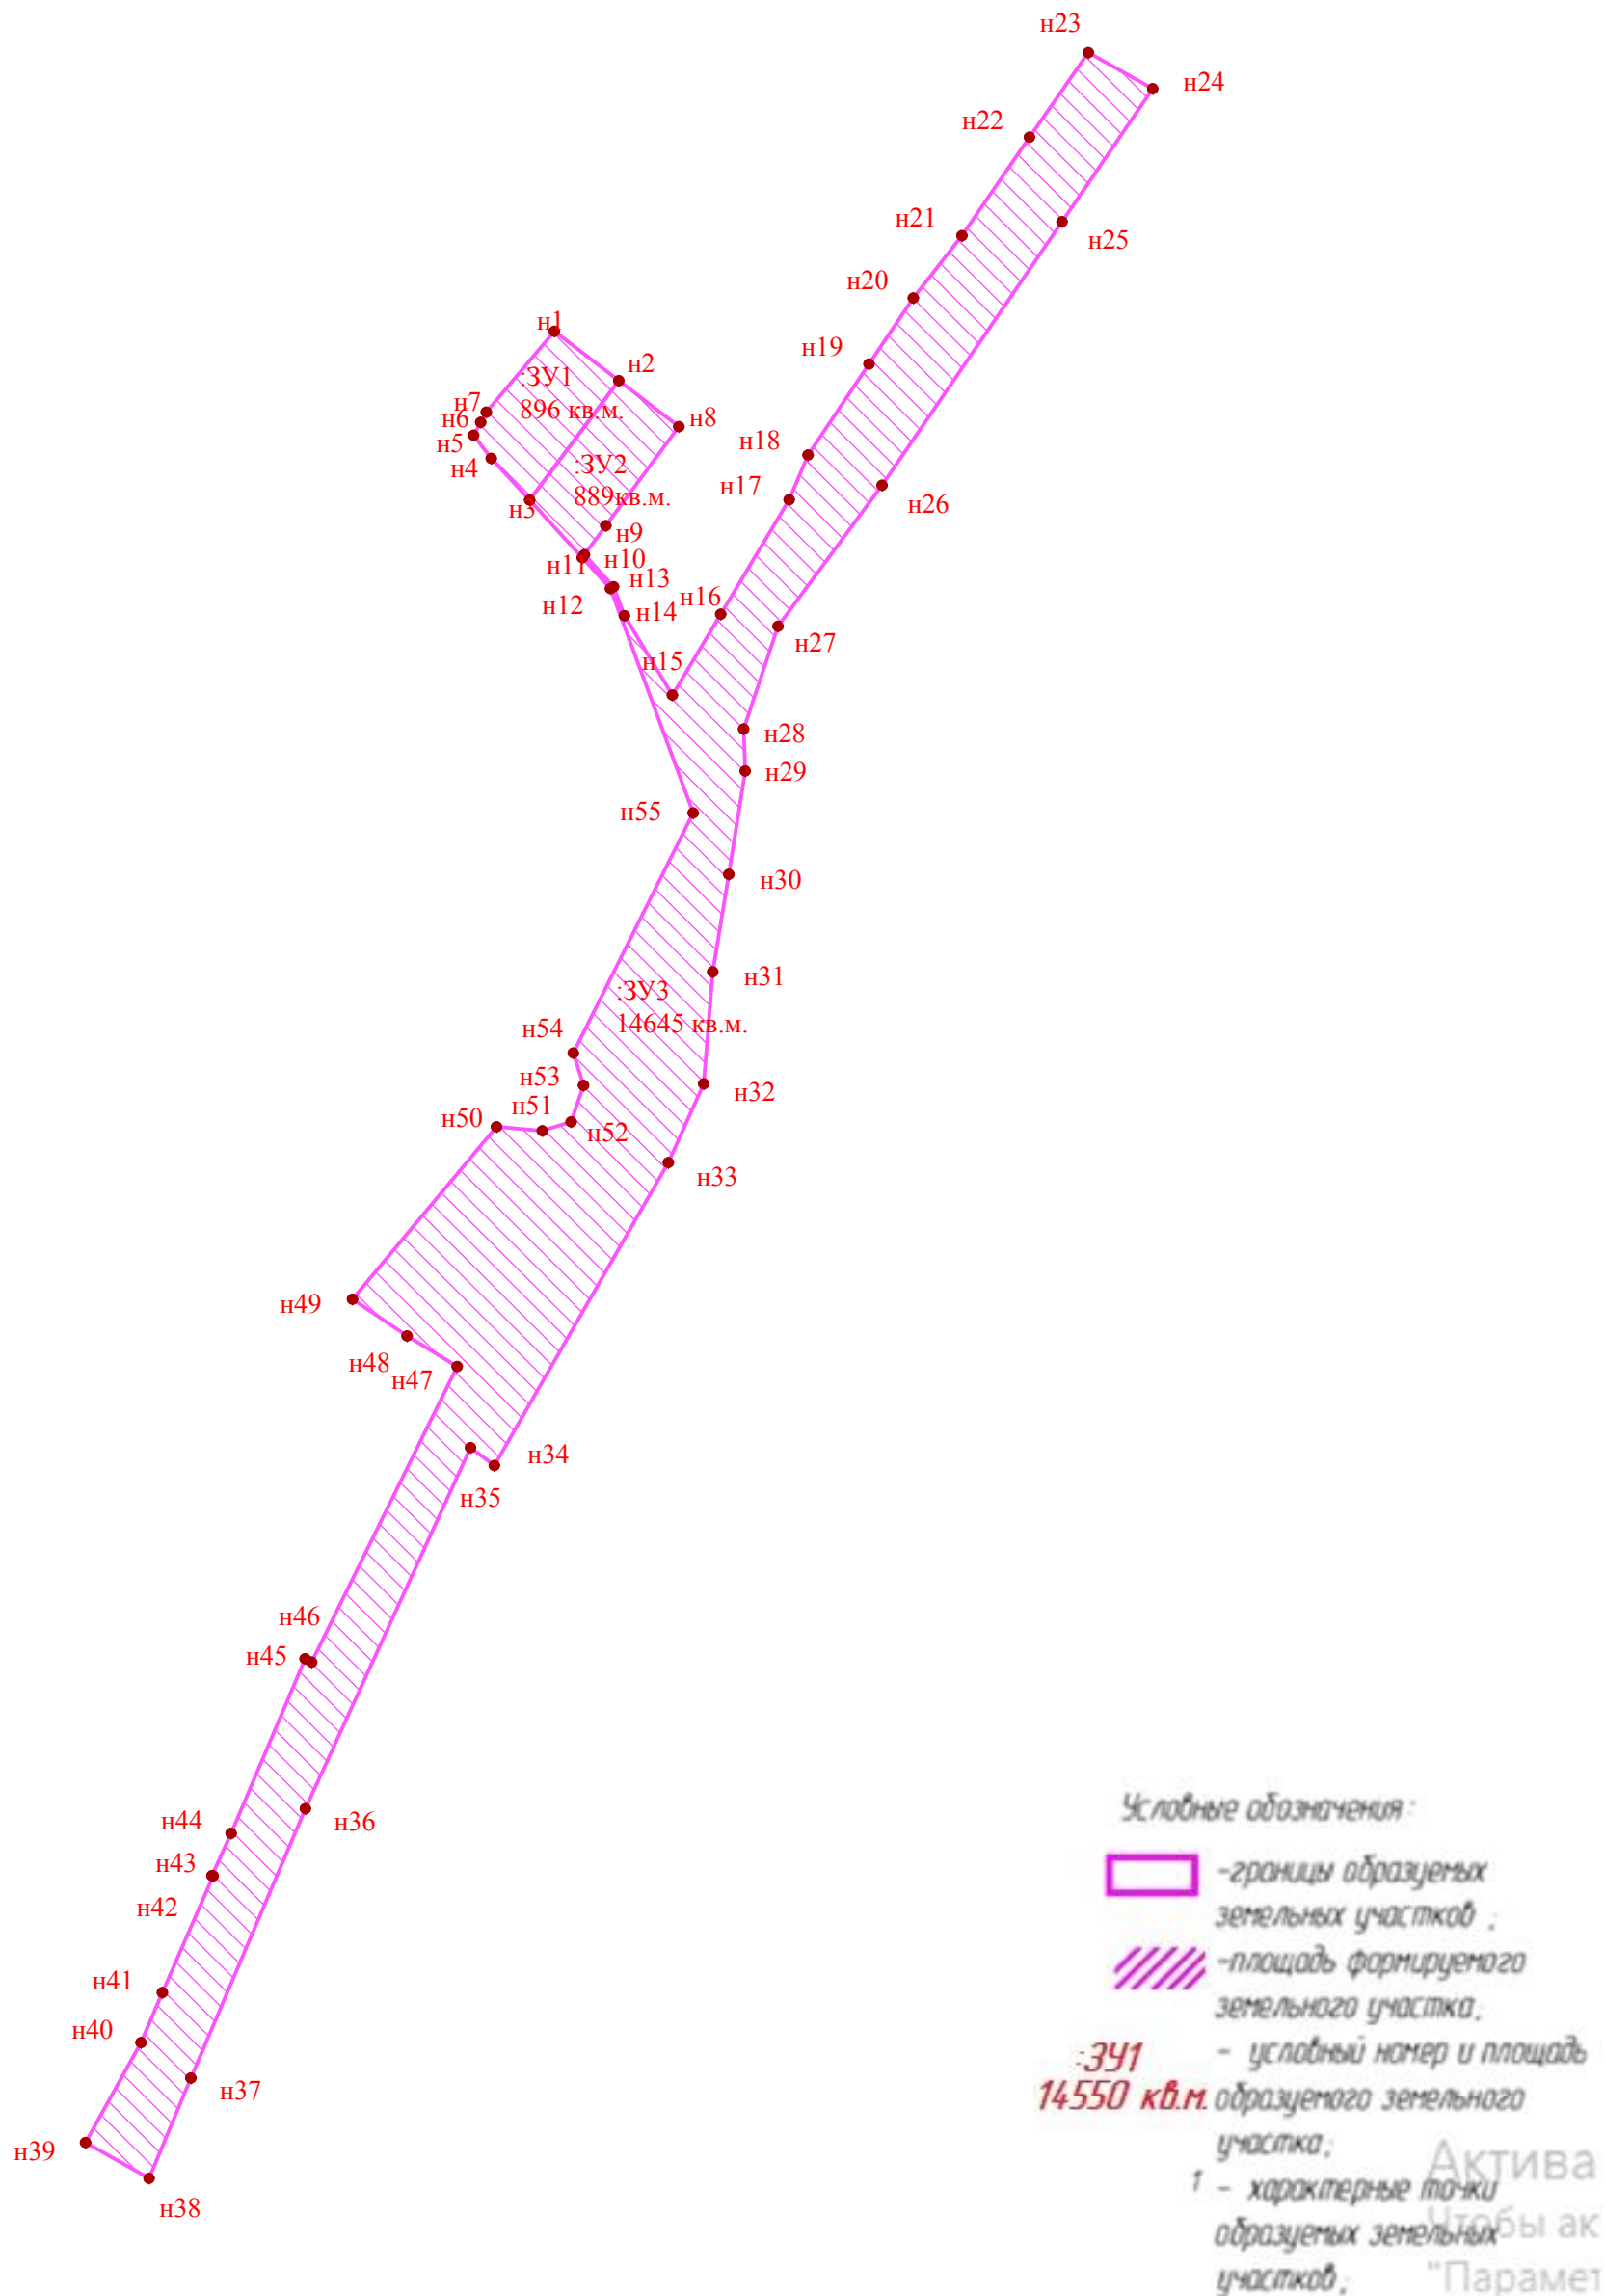 н23
н24
н22
н21
н25
н20
н1
н19
н2
:ЗУ1
н7
896 кв.м.
н6
н8
н5
н18
н4
:ЗУ2
н17
889кв.м.
н26
н3
н9
н11
н10
н13
н12
н16
н14
н27
н15
н28
н29
н55
н30
н31
:ЗУ3
14645 кв.м.
н54
н53
н32
н51
н50
н52
н33
н49
н48
н47
н34
н35
н46
н45
н44
н36
н43
н42
н41
н40
н37
н39
н38
Условные обозначения:
-границы образуемых
земельных участков ;
-площадь формируемого
земельного участка;
:ЗУ1 - условный номер и площадь
14550 кв.м. образуемого земельного
участка;
1 - характерные точки
образуемых земельных
участков;
Актива
Чтобы ак
"Парамет